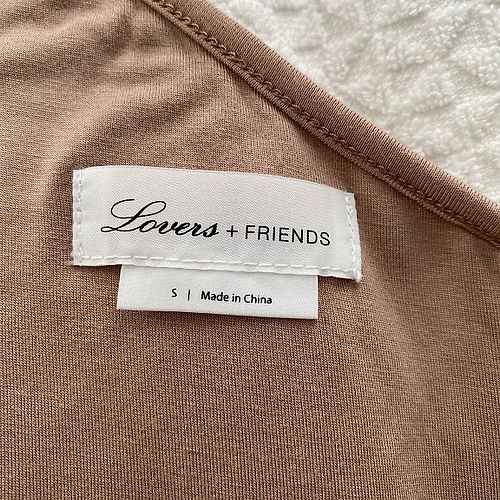 Lovers + FRIENDS
S | Made in China